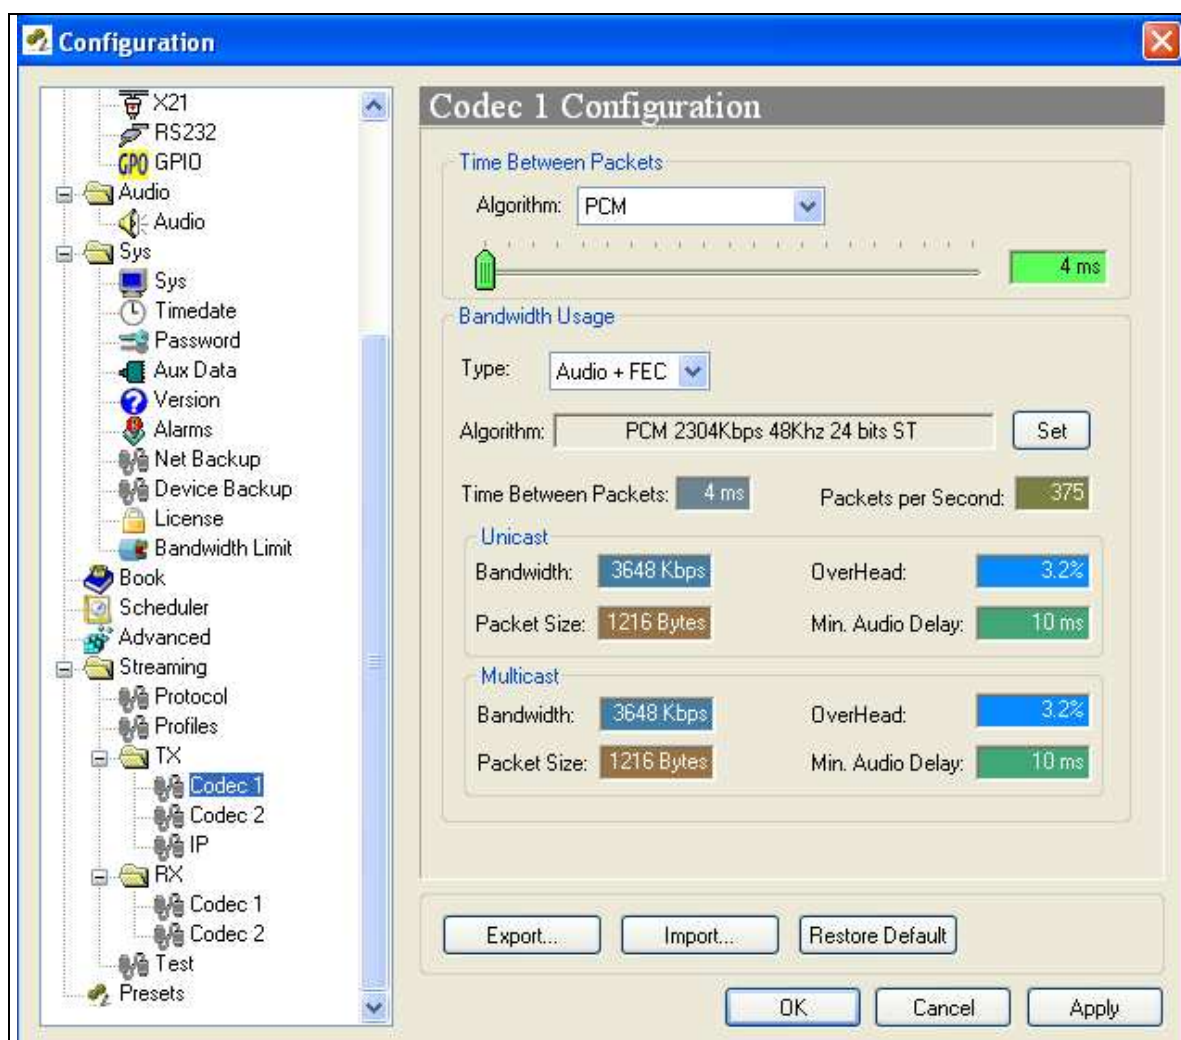 Configuration
X21
RS232
GPO GPIO
Audio
Audio
Sys
Sys
Timedate
Password
Aux Data
Version
Alarms
Net Backup
Device Backup
License
Bandwidth Limit
Book
Scheduler
Advanced
Streaming
Protocol
Profiles
TX
Codec 1
Codec 2
IP
RX
Codec 1
Codec 2
Test
Presets
Codec 1 Configuration
Time Between Packets
Algorithm: PCM
4 ms
Bandwidth Usage
Type: Audio + FEC
Algorithm: PCM 2304Kbps 48Khz 24 bits ST Set
Time Between Packets: 4 ms Packets per Second: 375
Unicast
Bandwidth: 3648 Kbps OverHead: 3.2%
Packet Size: 1216 Bytes Min. Audio Delay: 10 ms
Multicast
Bandwidth: 3648 Kbps OverHead: 3.2%
Packet Size: 1216 Bytes Min. Audio Delay: 10 ms
Export... Import... Restore Default
OK Cancel Apply